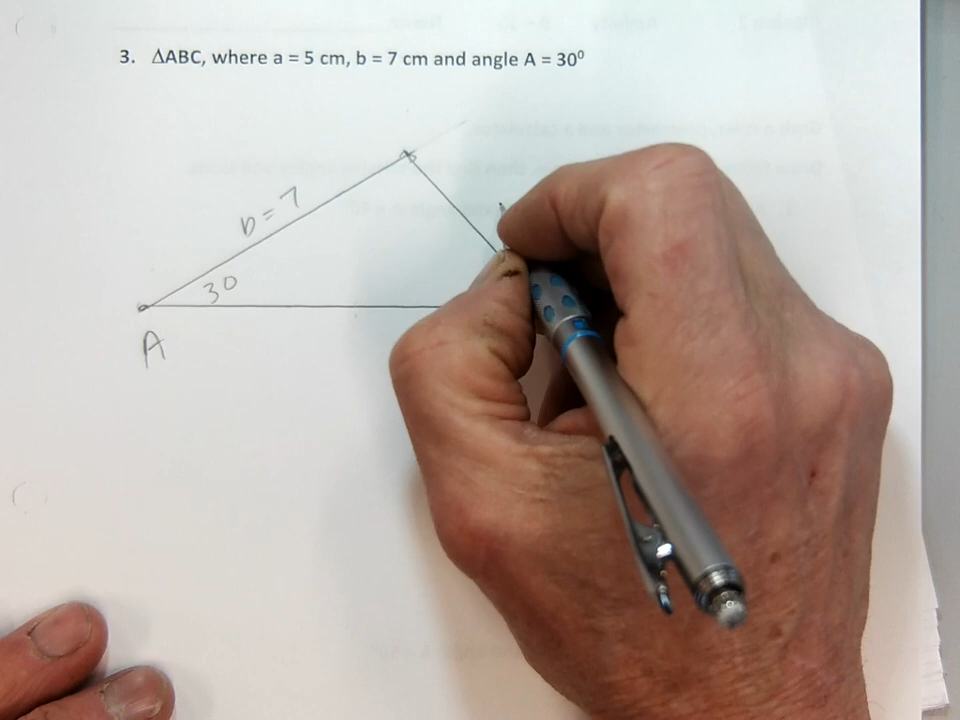 3. ΔABC, where a = 5 cm, b = 7 cm and angle A = 30⁰
b = 7
30
A